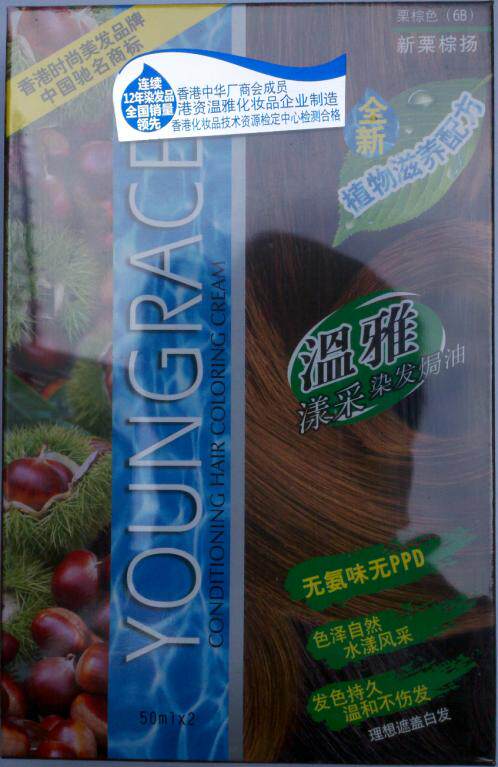 香港时尚美发品牌
中国驰名商标
连续
12年染发品
全国销量
领先
香港中华厂商会成员
港资温雅化妆品企业制造
香港化妆品技术资源检定中心检测合格
栗棕色（6B）
新栗棕扬
全新
植物滋养配方
YOUNGRACE
CONDITIONING HAIR COLORING CREAM
溫雅
漾采染发焗油
无氨味无PPD
色泽自然
水漾风采
发色持久
温和不伤发
理想遮盖白发
50mlx2